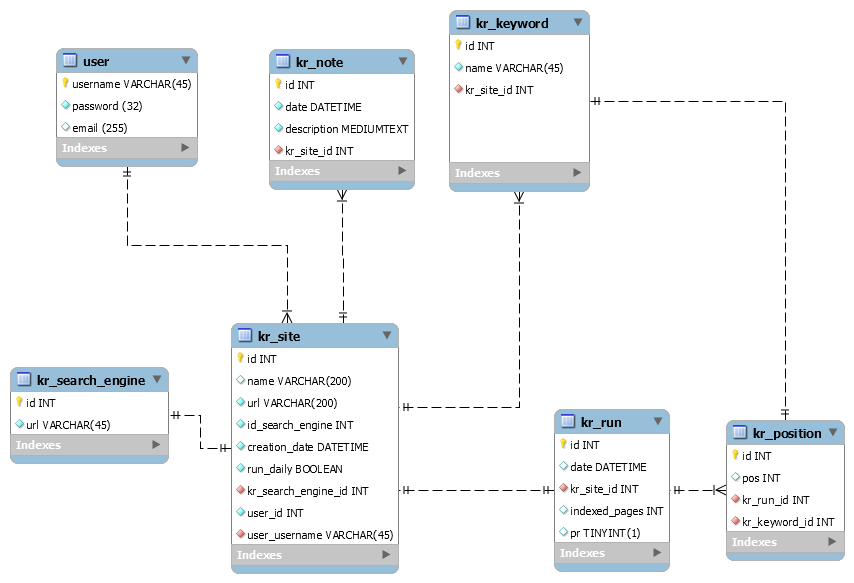 user
username VARCHAR(45)
password (32)
email (255)
Indexes
kr_note
id INT
date DATETIME
description MEDIUMTEXT
kr_site_id INT
Indexes
kr_keyword
id INT
name VARCHAR(45)
kr_site_id INT
Indexes
kr_search_engine
id INT
url VARCHAR(45)
Indexes
kr_site
id INT
name VARCHAR(200)
url VARCHAR(200)
id_search_engine INT
creation_date DATETIME
run_daily BOOLEAN
kr_search_engine_id INT
user_id INT
user_username VARCHAR(45)
Indexes
kr_run
id INT
date DATETIME
kr_site_id INT
indexed_pages INT
pr TINYINT(1)
Indexes
kr_position
id INT
pos INT
kr_run_id INT
kr_keyword_id INT
Indexes